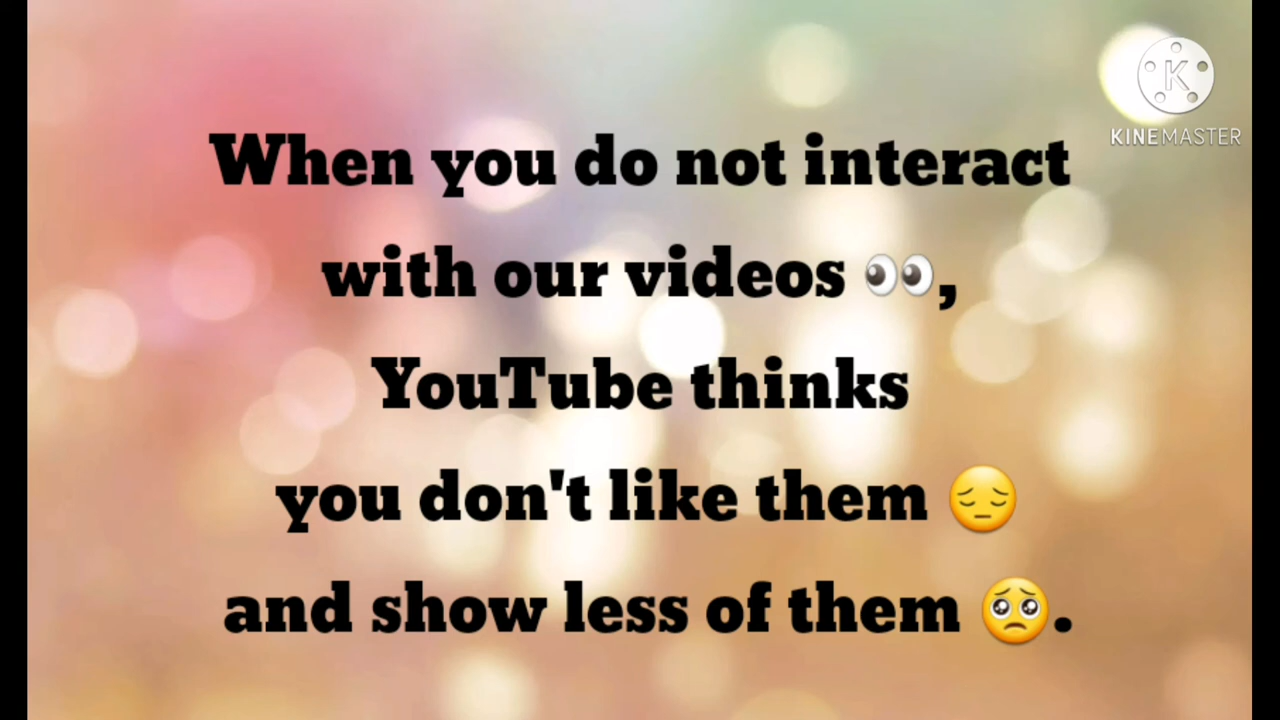 KINEMASTER
When you do not interact
with our videos 👀,
YouTube thinks
you don't like them 😔
and show less of them 🥺.